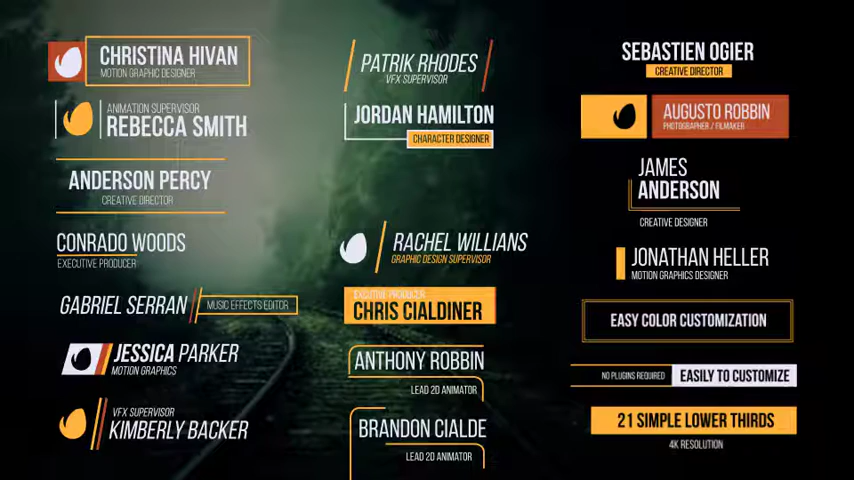 CHRISTINA HIVAN
MOTION GRAPHIC DESIGNER
ANIMATION SUPERVISOR
REBECCA SMITH
ANDERSON PERCY
CREATIVE DIRECTOR
CONRADO WOODS
EXECUTIVE PRODUCER
GABRIEL SERRAN
MUSIC EFFECTS EDITOR
JESSICA PARKER
MOTION GRAPHICS
VFX SUPERVISOR
KIMBERLY BACKER
PATRIK RHODES
VFX SUPERVISOR
JORDAN HAMILTON
CHARACTER DESIGNER
RACHEL WILLIANS
GRAPHIC DESIGN SUPERVISOR
EXECUTIVE PRODUCER
CHRIS CIALDINER
ANTHONY ROBBIN
LEAD 2D ANIMATOR
BRANDON CIALDE
LEAD 2D ANIMATOR
SEBASTIEN OGIER
CREATIVE DIRECTOR
AUGUSTO ROBBIN
PHOTOGRAPHER / FILMAKER
JAMES
ANDERSON
CREATIVE DESIGNER
JONATHAN HELLER
MOTION GRAPHICS DESIGNER
EASY COLOR CUSTOMIZATION
NO PLUGINS REQUIRED
EASILY TO CUSTOMIZE
21 SIMPLE LOWER THIRDS
4K RESOLUTION